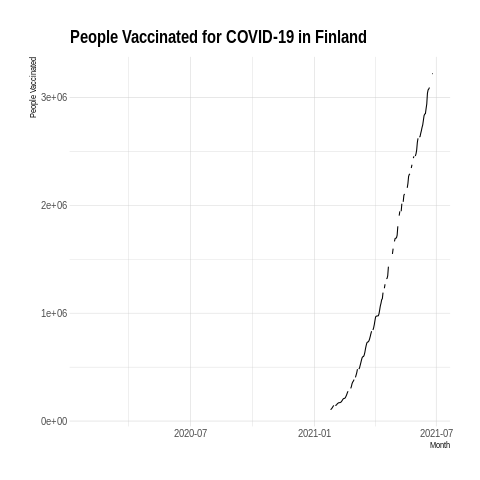 People Vaccinated for COVID-19 in Finland
People Vaccinated
3e+06
2e+06
1e+06
0e+00
2020-07
2021-01
2021-07
Month